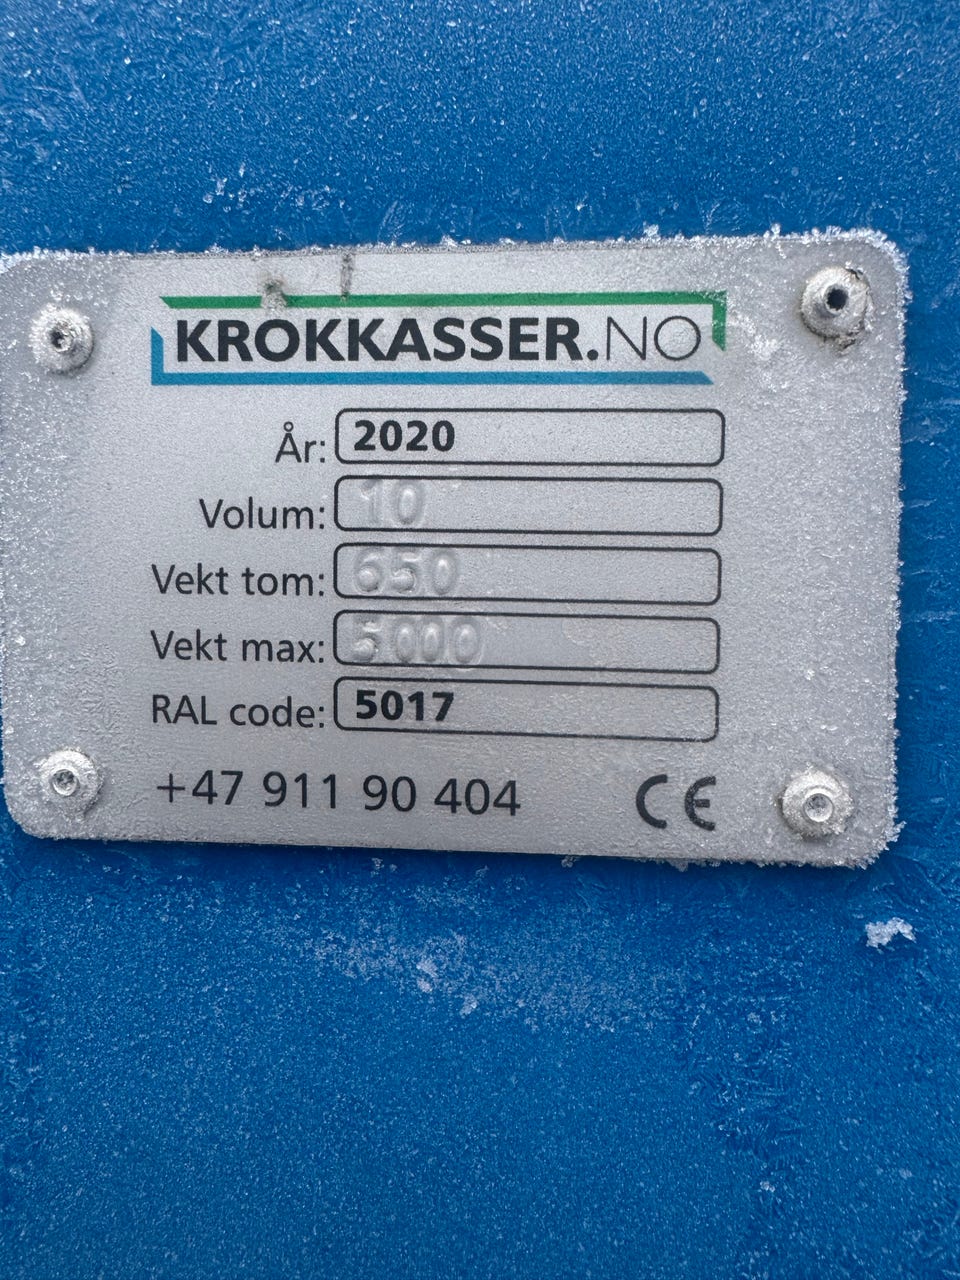 KROKKASSER.NO
År: 2020
Volum: 10
Vekt tom: 650
Vekt max: 5000
RAL code: 5017
+47 911 90 404 CE